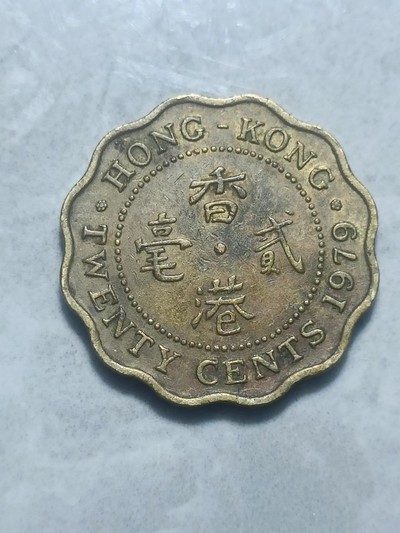 HONG - KONG
香港
貳毫
TWENTY CENTS 1979